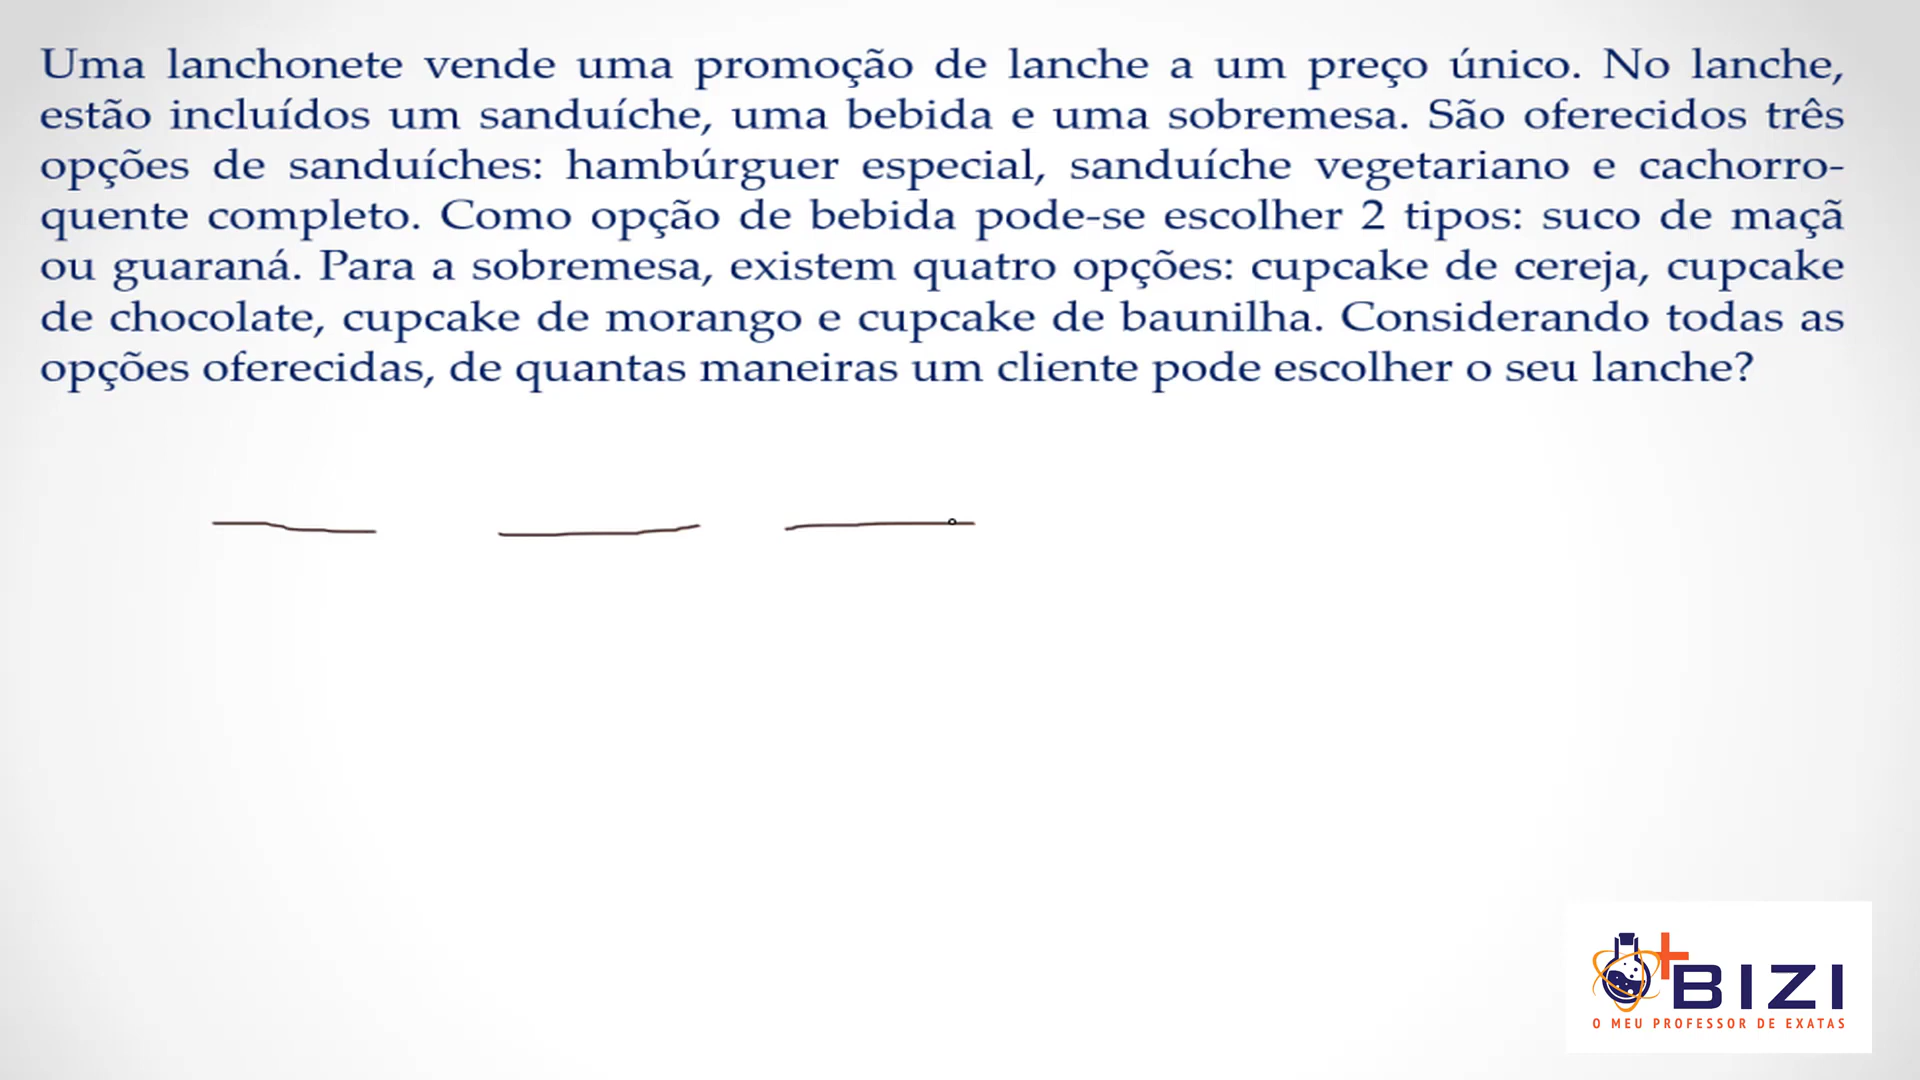 Uma lanchonete vende uma promoção de lanche a um preço único. No lanche,
estão incluídos um sanduíche, uma bebida e uma sobremesa. São oferecidos três
opções de sanduíches: hambúrguer especial, sanduíche vegetariano e cachorro-
quente completo. Como opção de bebida pode-se escolher 2 tipos: suco de maçã
ou guaraná. Para a sobremesa, existem quatro opções: cupcake de cereja, cupcake
de chocolate, cupcake de morango e cupcake de baunilha. Considerando todas as
opções oferecidas, de quantas maneiras um cliente pode escolher o seu lanche?
+BIZI
O MEU PROFESSOR DE EXATAS